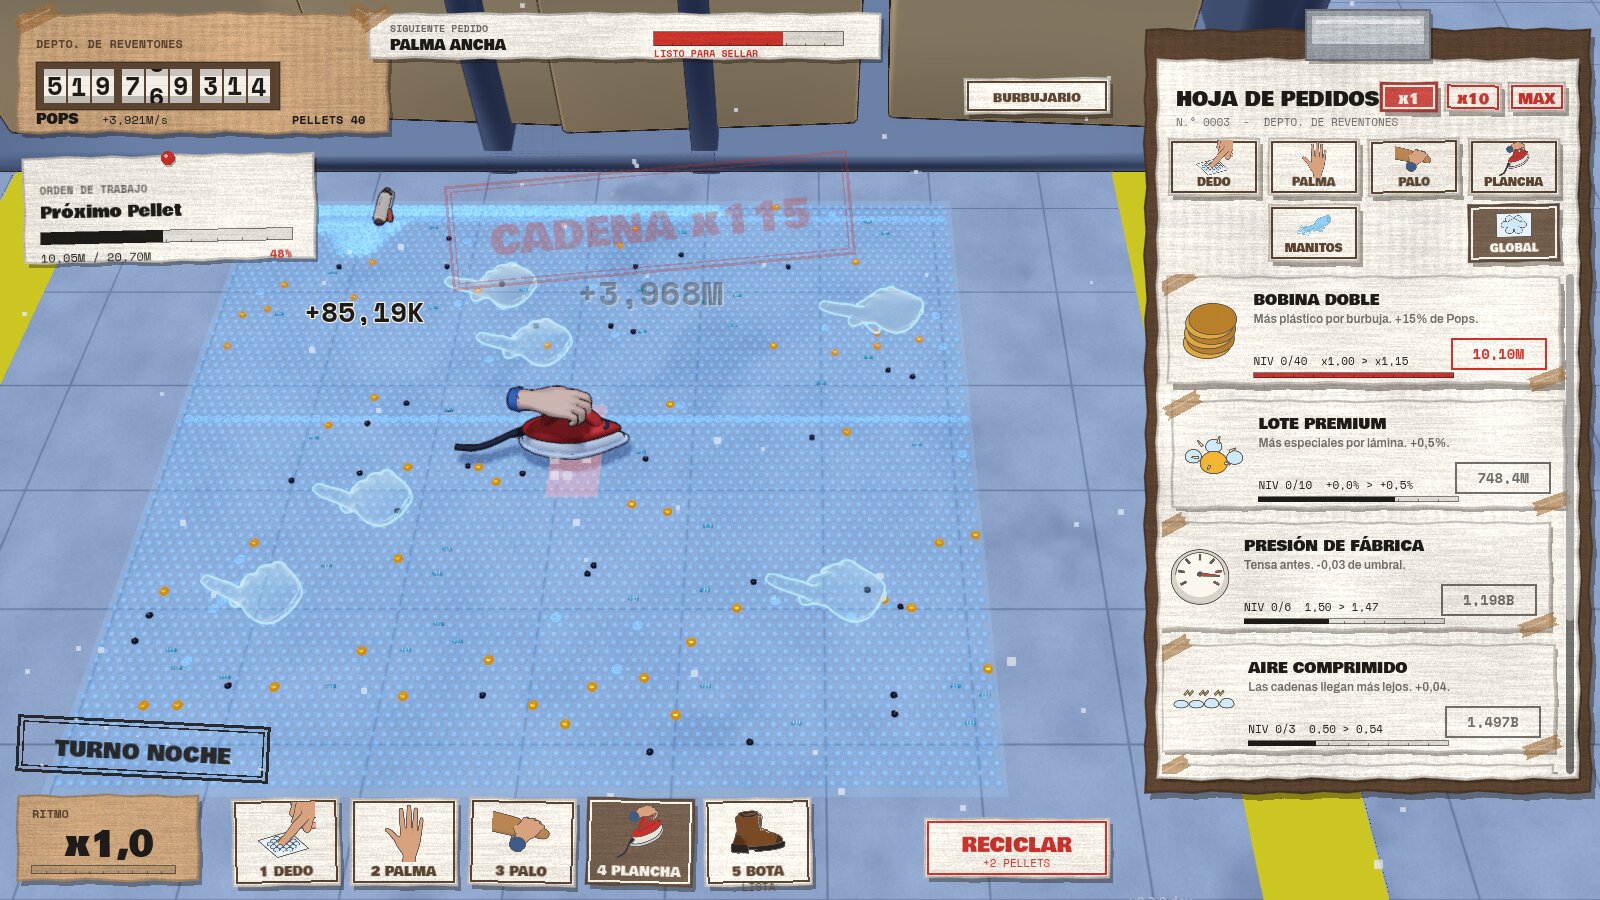 DEPTO. DE REVENTONES
519 769 314
POPS +3,921M/s PELLETS 40
SIGUIENTE PEDIDO
PALMA ANCHA
LISTO PARA SELLAR
BURBUJARIO
ORDEN DE TRABAJO
Próximo Pellet
10,05M / 20,70M 48%
CADENA x115
+3,968M
+85,19K
TURNO NOCHE
RITMO
x1,0
1 DEDO
2 PALMA
3 PALO
4 PLANCHA
5 BOTA
LISTA
RECICLAR
+2 PELLETS
HOJA DE PEDIDOS x1 x10 MAX
N.° 0003 - DEPTO. DE REVENTONES
DEDO PALMA PALO PLANCHA
MANITOS GLOBAL
BOBINA DOBLE
Más plástico por burbuja. +15% de Pops.
NIV 0/40 x1,00 > x1,15 10,10M
LOTE PREMIUM
Más especiales por lámina. +0,5%.
NIV 0/10 +0,0% > +0,5% 748,4M
PRESIÓN DE FÁBRICA
Tensa antes. -0,03 de umbral.
NIV 0/6 1,50 > 1,47 1,198B
AIRE COMPRIMIDO
Las cadenas llegan más lejos. +0,04.
NIV 0/3 0,50 > 0,54 1,497B